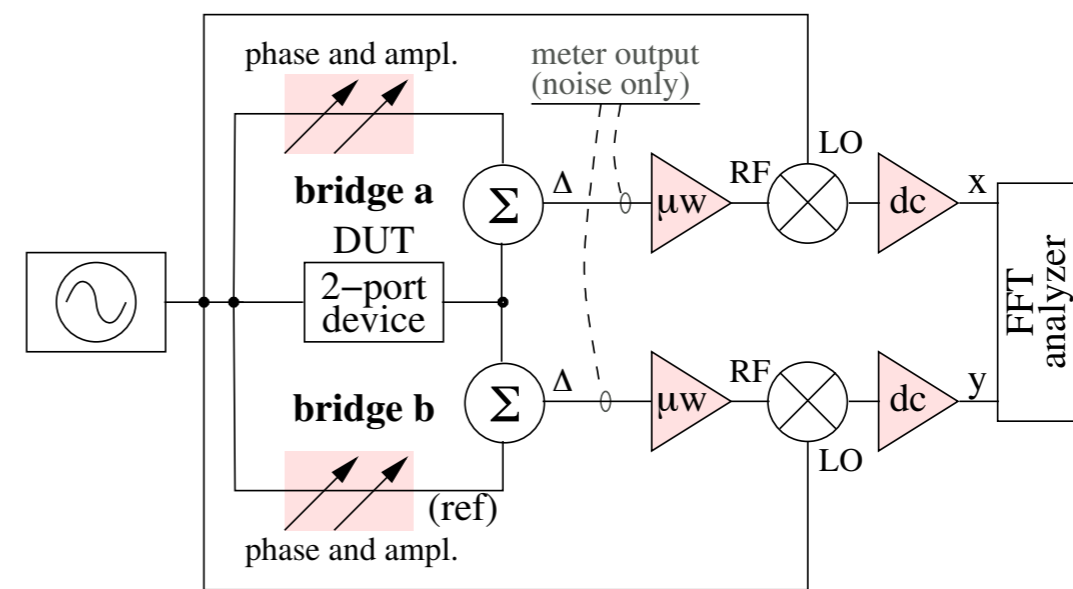 phase and ampl.
meter output
(noise only)
LO
bridge a
Σ
Δ
μw
RF
dc
x
DUT
2−port
device
FFT
analyzer
bridge b
Σ
Δ
μw
RF
dc
y
LO
(ref)
phase and ampl.